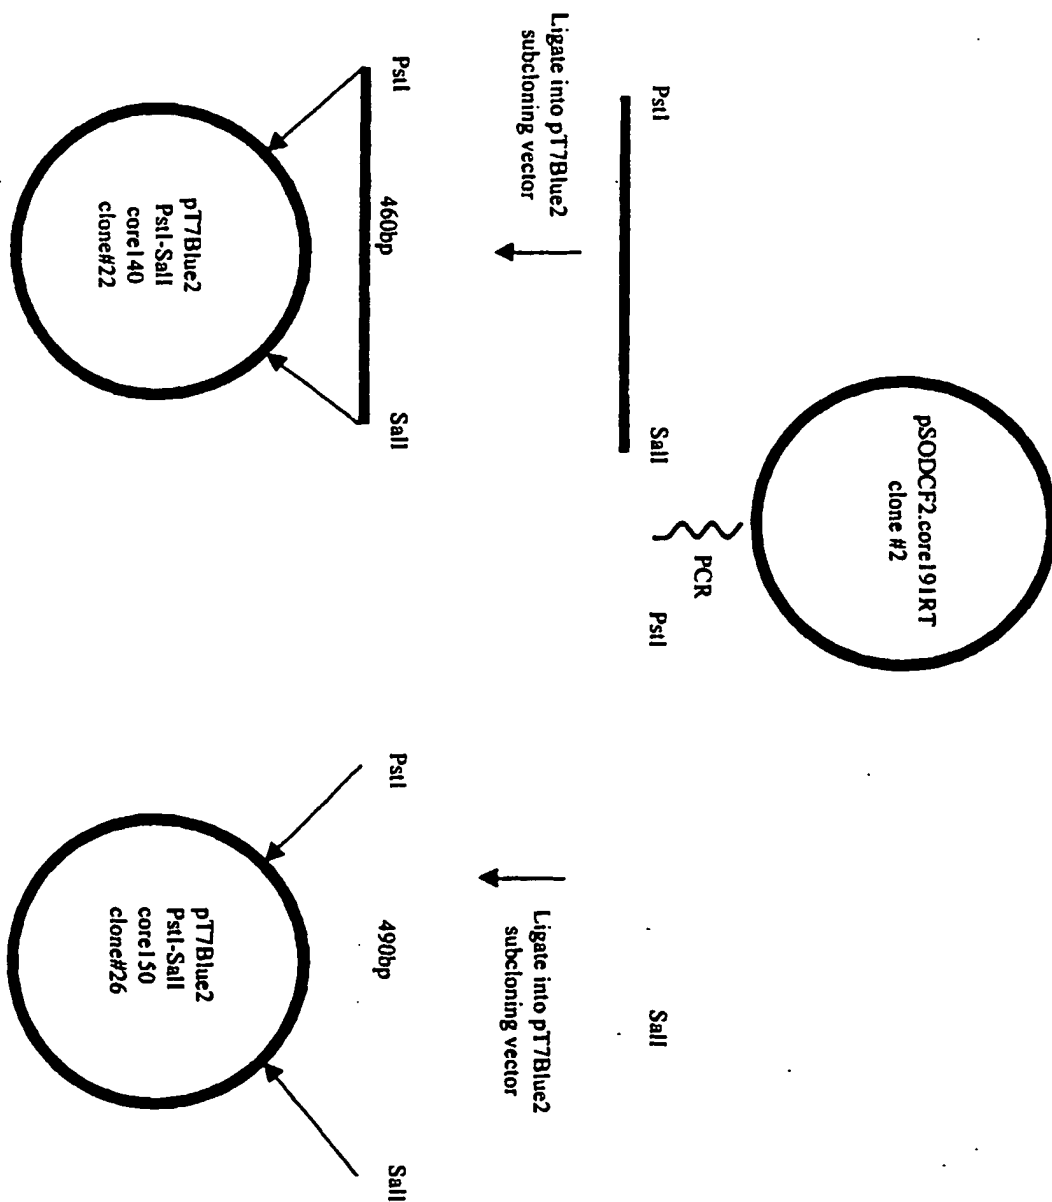 pSODCF2.core191RT
clone #2
PCR
PstI
SalI
PstI
SalI
Ligate into pT7Blue2
subcloning vector
Ligate into pT7Blue2
subcloning vector
PstI
460bp
SalI
PstI
490bp
SalI
pT7Blue2
PstI-SalI
core140
clone#22
pT7Blue2
PstI-SalI
core150
clone#26